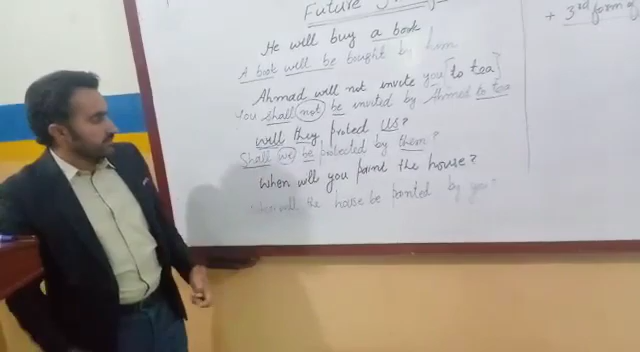 Future
+ 3rd form of
He will buy a book
A book will be bought by him
Ahmad will not invite you [to tea]
You shall not be invited by Ahmed to tea
will they protect us?
Shall we be protected by them?
When will you paint the house?
When will the house be painted by you